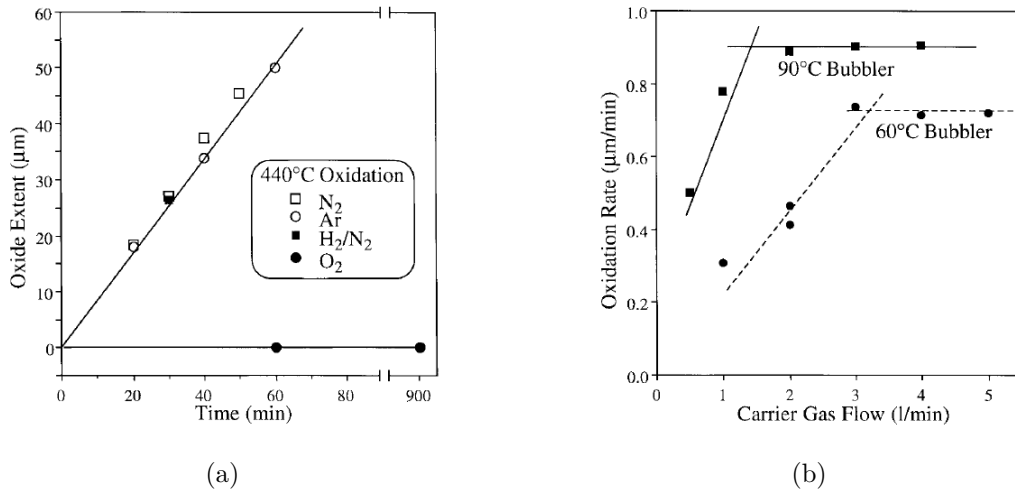 60
50
40
30
20
10
0
Oxide Extent (μm)
440°C Oxidation
N2
Ar
H2/N2
O2
0 20 40 60 80 900
Time (min)
(a)
1.0
0.8
0.6
0.4
0.2
0.0
Oxidation Rate (μm/min)
90°C Bubbler
60°C Bubbler
0 1 2 3 4 5
Carrier Gas Flow (l/min)
(b)